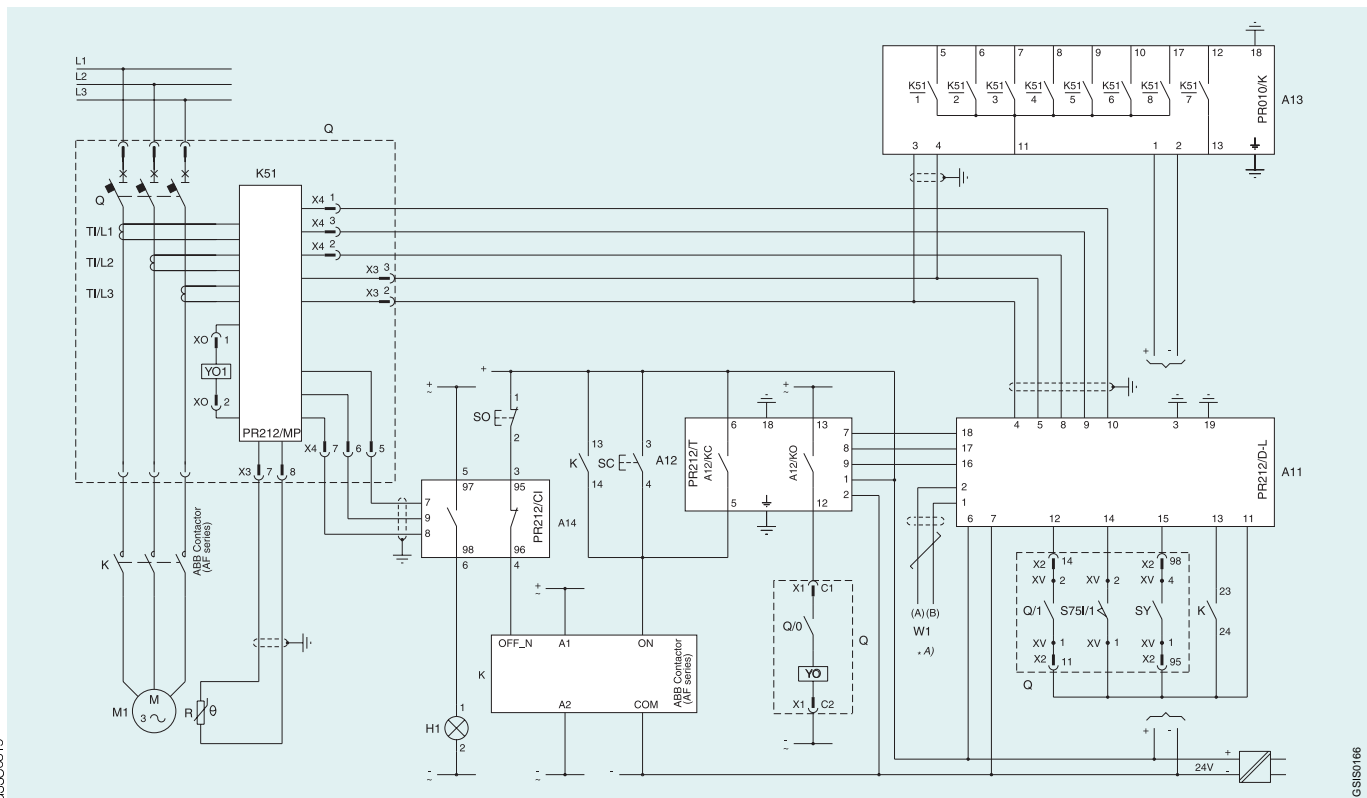 L1
L2
L3
Q
5 6 7 8 9 10 17 12 18
K51 K51 K51 K51 K51 K51 K51 K51
1 2 3 4 5 6 8 7
PR010/K
A13
3 4 11 1 2 13
K51
Q
X4 1
X4 3
X4 2
X3 3
X3 2
TI/L1
TI/L2
TI/L3
XO 1
YO1
XO 2
PR212/MP
X4 7 6 5
X3 7 8
+ -
+
~
+
1
SO
2
5 3
97 95
7
9
8
PR212/CI
A14
98 96
6 4
13
K
14
3
SC
4
A12
+
~
6 18 13
PR212/T
A12/KC
A12/KO
5 12
7
8
9
1
2
4 5 8 9 10 3 19
18
17
16
2
1
PR212/D-L
A11
6 7 12 14 15 13 11
K
ABB Contactor
(AF series)
M
3
M1
R θ
+
~
OFF_N A1 ON
K
A2 COM
ABB Contactor
(AF series)
H1
1
2
-
~
-
~
-
X1 C1
Q/0
YO
X1 C2
Q
-
~
(A) (B)
W1
* A)
X2 14
XV 2
Q/1
XV 1
X2 11
XV 2
S75I/1
XV 1
X2 98
XV 4
SY
XV 1
X2 95
Q
23
K
24
+ -
24V
+
-
GSIS0166